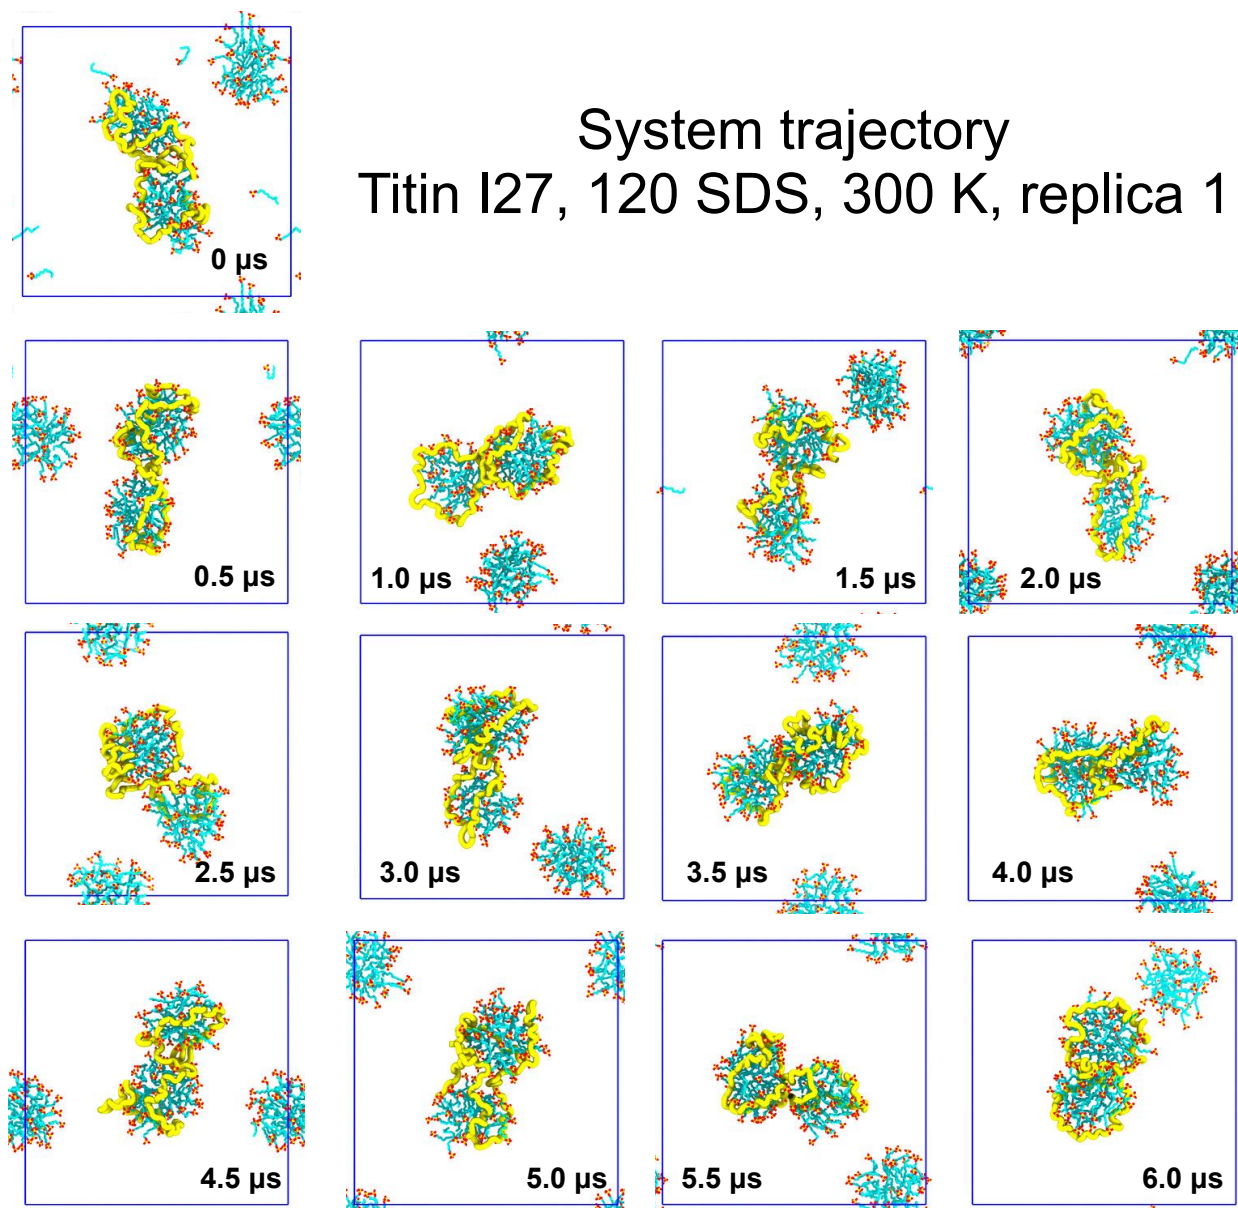 System trajectory
Titin I27, 120 SDS, 300 K, replica 1
0 µs
0.5 µs
1.0 µs
1.5 µs
2.0 µs
2.5 µs
3.0 µs
3.5 µs
4.0 µs
4.5 µs
5.0 µs
5.5 µs
6.0 µs